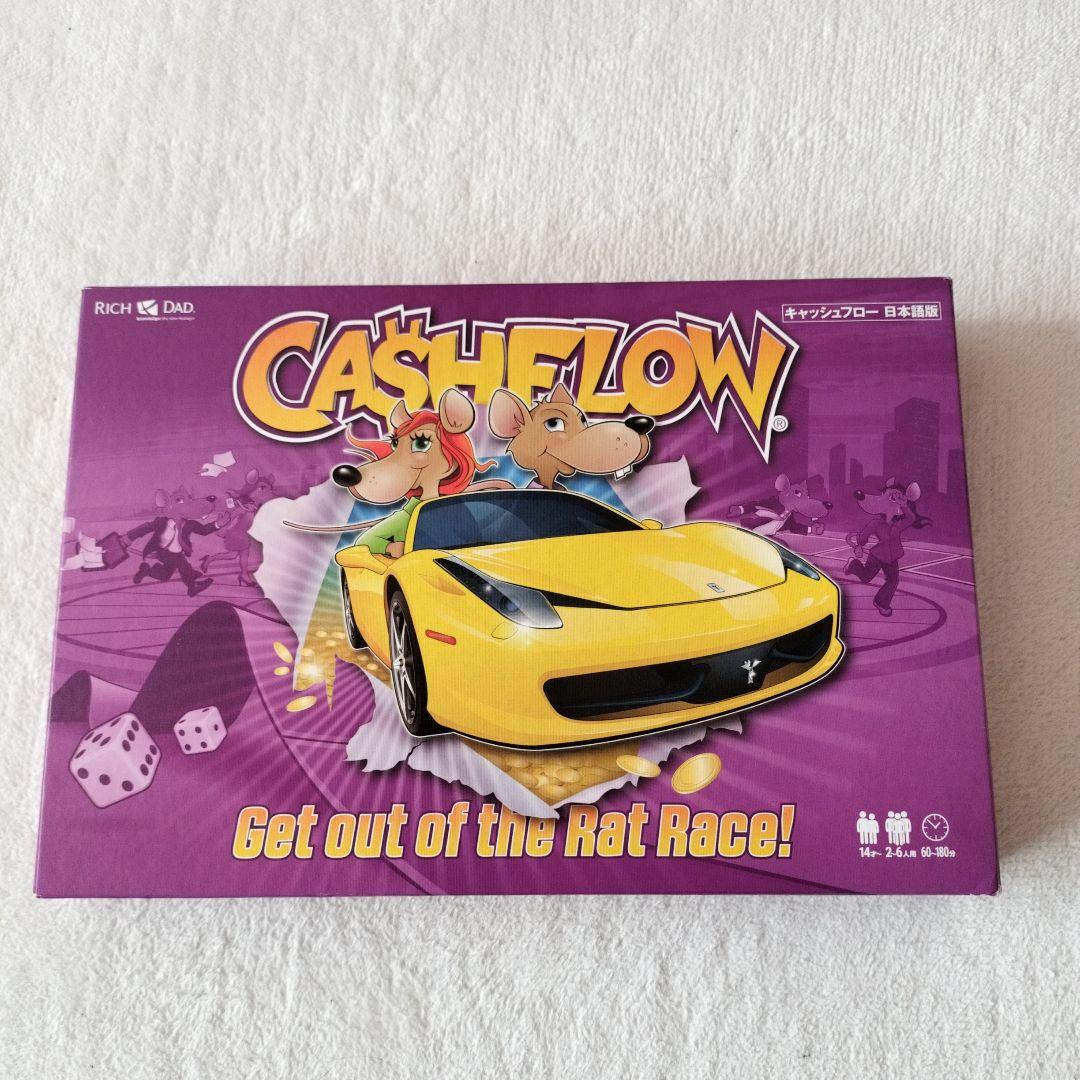 RICH DAD.
キャッシュフロー 日本語版
CA$HFLOW®
Get out of the Rat Race!
14才~ 2~6人用 60~180分